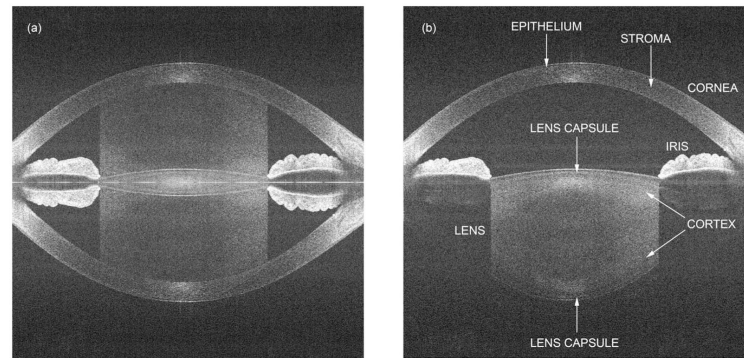 (a)
(b)
EPITHELIUM
STROMA
CORNEA
LENS CAPSULE
IRIS
LENS
CORTEX
LENS CAPSULE